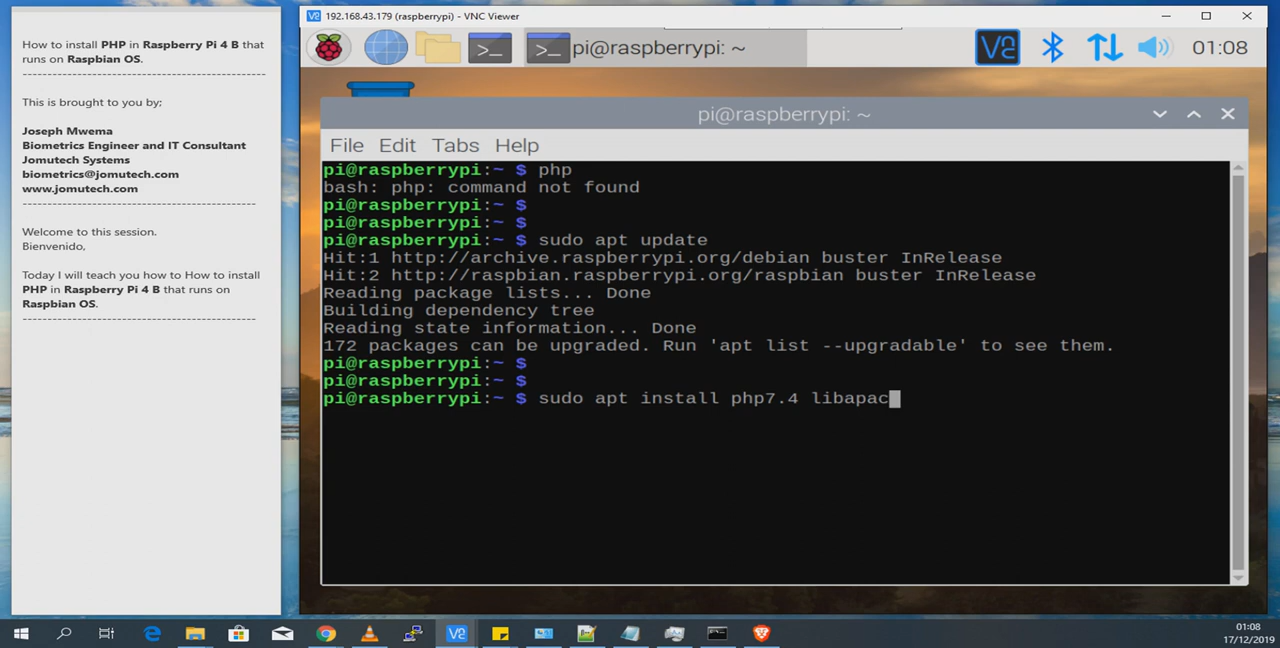 How to install PHP in Raspberry Pi 4 B that
runs on Raspbian OS.
This is brought to you by;
Joseph Mwema
Biometrics Engineer and IT Consultant
Jomutech Systems
biometrics@jomutech.com
www.jomutech.com
Welcome to this session.
Bienvenido,
Today I will teach you how to How to install
PHP in Raspberry Pi 4 B that runs on
Raspbian OS.
192.168.43.179 (raspberrypi) - VNC Viewer
pi@raspberrypi: ~
01:08
pi@raspberrypi: ~
File Edit Tabs Help
pi@raspberrypi:~ $ php
bash: php: command not found
pi@raspberrypi:~ $
pi@raspberrypi:~ $
pi@raspberrypi:~ $ sudo apt update
Hit:1 http://archive.raspberrypi.org/debian buster InRelease
Hit:2 http://raspbian.raspberrypi.org/raspbian buster InRelease
Reading package lists... Done
Building dependency tree
Reading state information... Done
172 packages can be upgraded. Run 'apt list --upgradable' to see them.
pi@raspberrypi:~ $
pi@raspberrypi:~ $
pi@raspberrypi:~ $ sudo apt install php7.4 libapac
01:08
17/12/2019